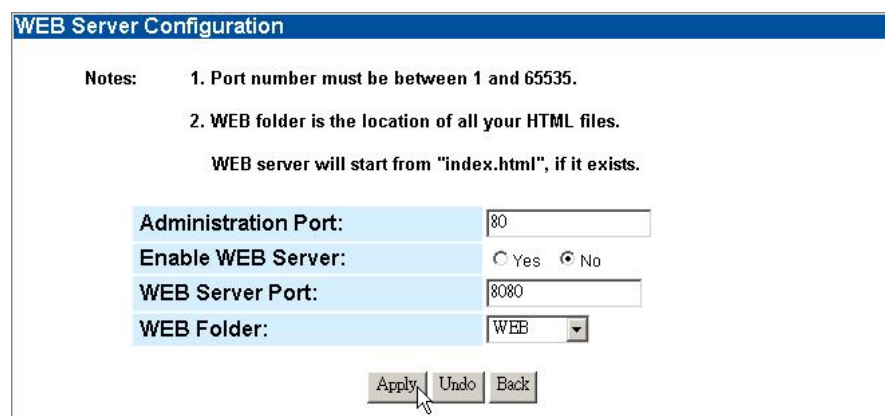 WEB Server Configuration
Notes: 1. Port number must be between 1 and 65535.
2. WEB folder is the location of all your HTML files.
WEB server will start from "index.html", if it exists.
Administration Port: 80
Enable WEB Server: Yes No
WEB Server Port: 8080
WEB Folder: WEB
Apply Undo Back